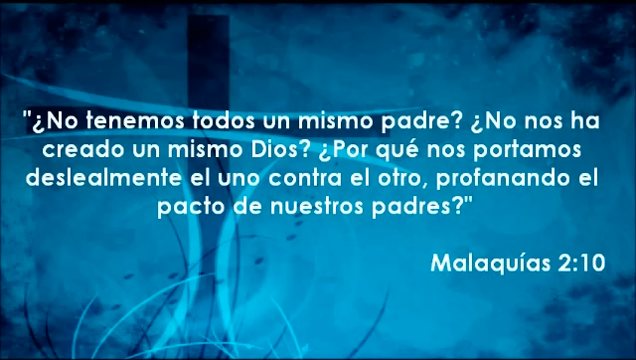 "¿No tenemos todos un mismo padre? ¿No nos ha
creado un mismo Dios? ¿Por qué nos portamos
deslealmente el uno contra el otro, profanando el
pacto de nuestros padres?"
Malaquías 2:10